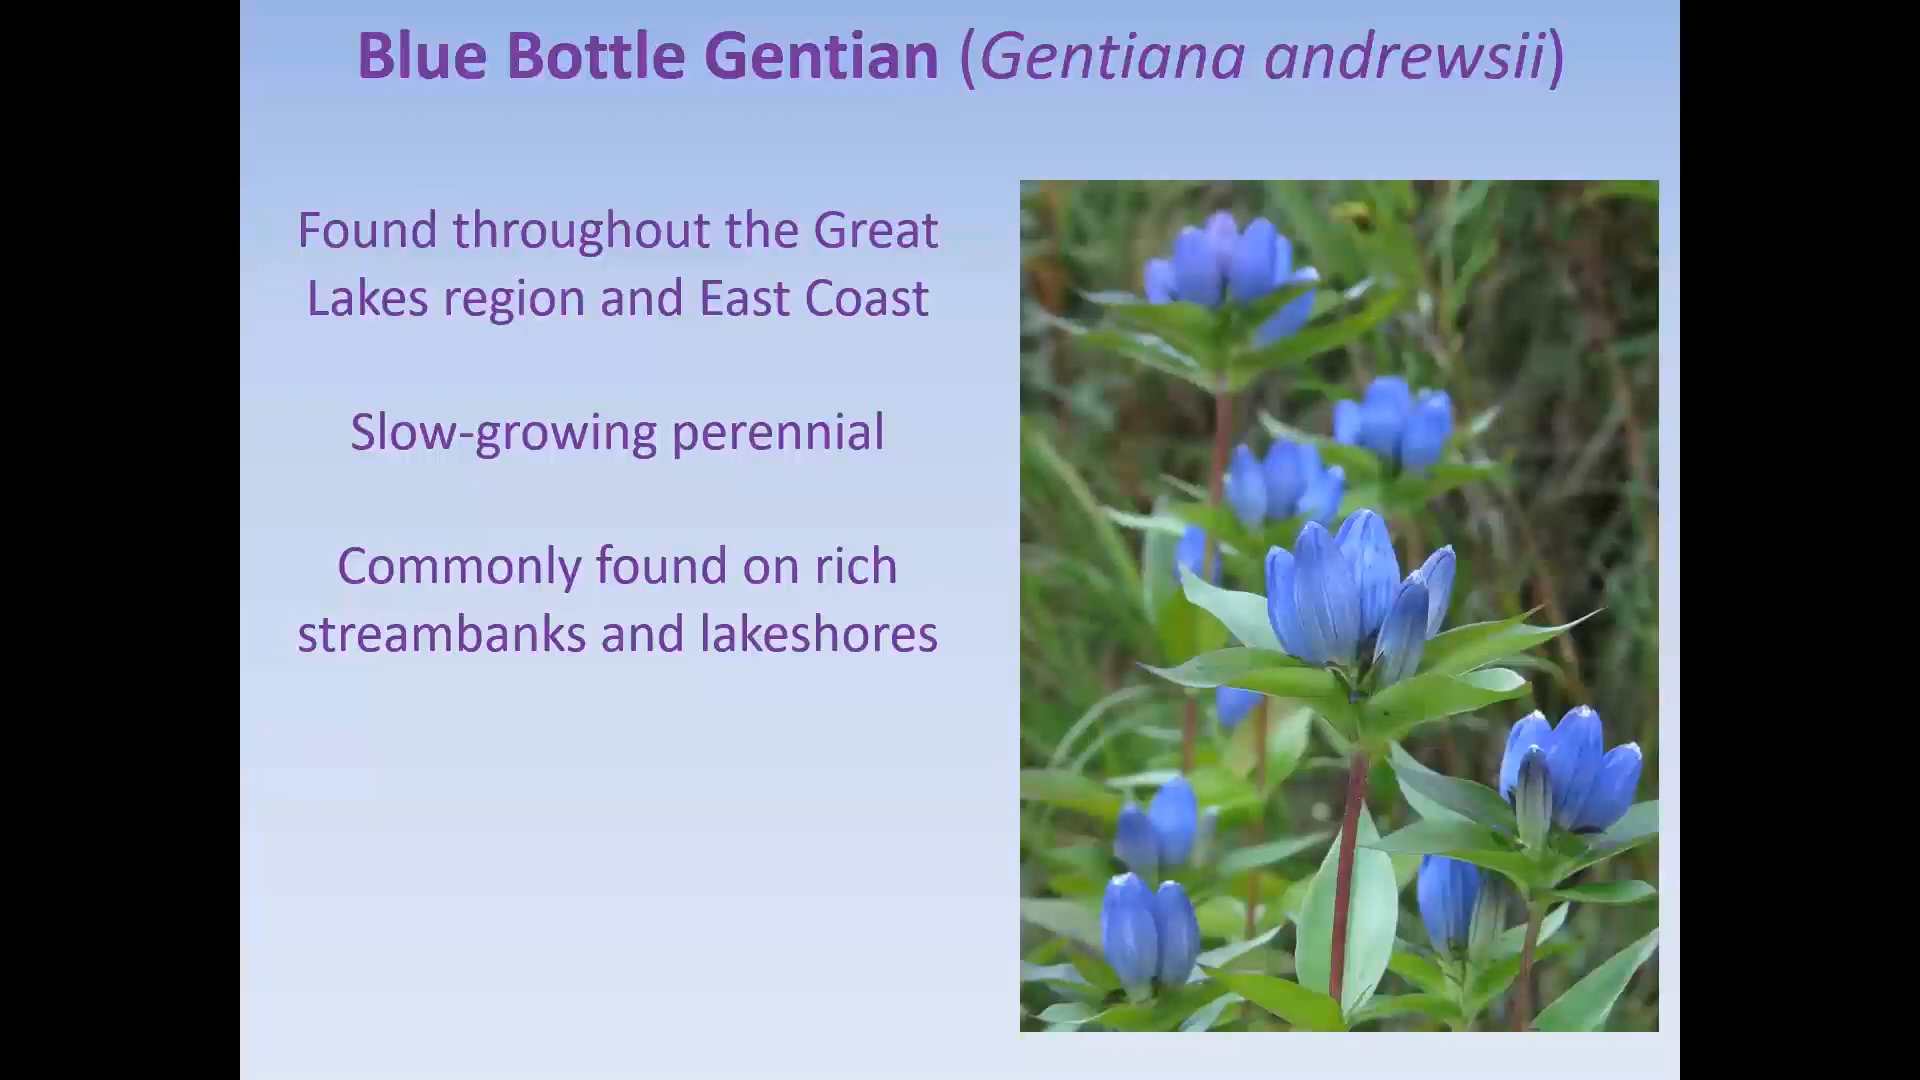 Blue Bottle Gentian (Gentiana andrewsii)
Found throughout the Great
Lakes region and East Coast
Slow-growing perennial
Commonly found on rich
streambanks and lakeshores